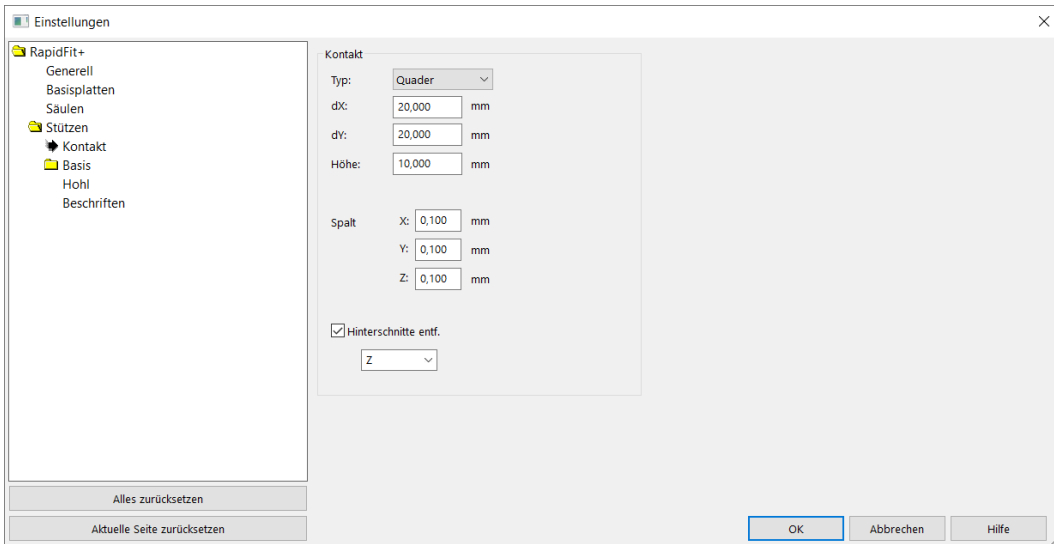 Einstellungen
RapidFit+
Generell
Basisplatten
Säulen
Stützen
Kontakt
Basis
Hohl
Beschriften
Alles zurücksetzen
Aktuelle Seite zurücksetzen
Kontakt
Typ: Quader
dX: 20,000 mm
dY: 20,000 mm
Höhe: 10,000 mm
Spalt X: 0,100 mm
Y: 0,100 mm
Z: 0,100 mm
Hinterschnitte entf.
Z
OK Abbrechen Hilfe